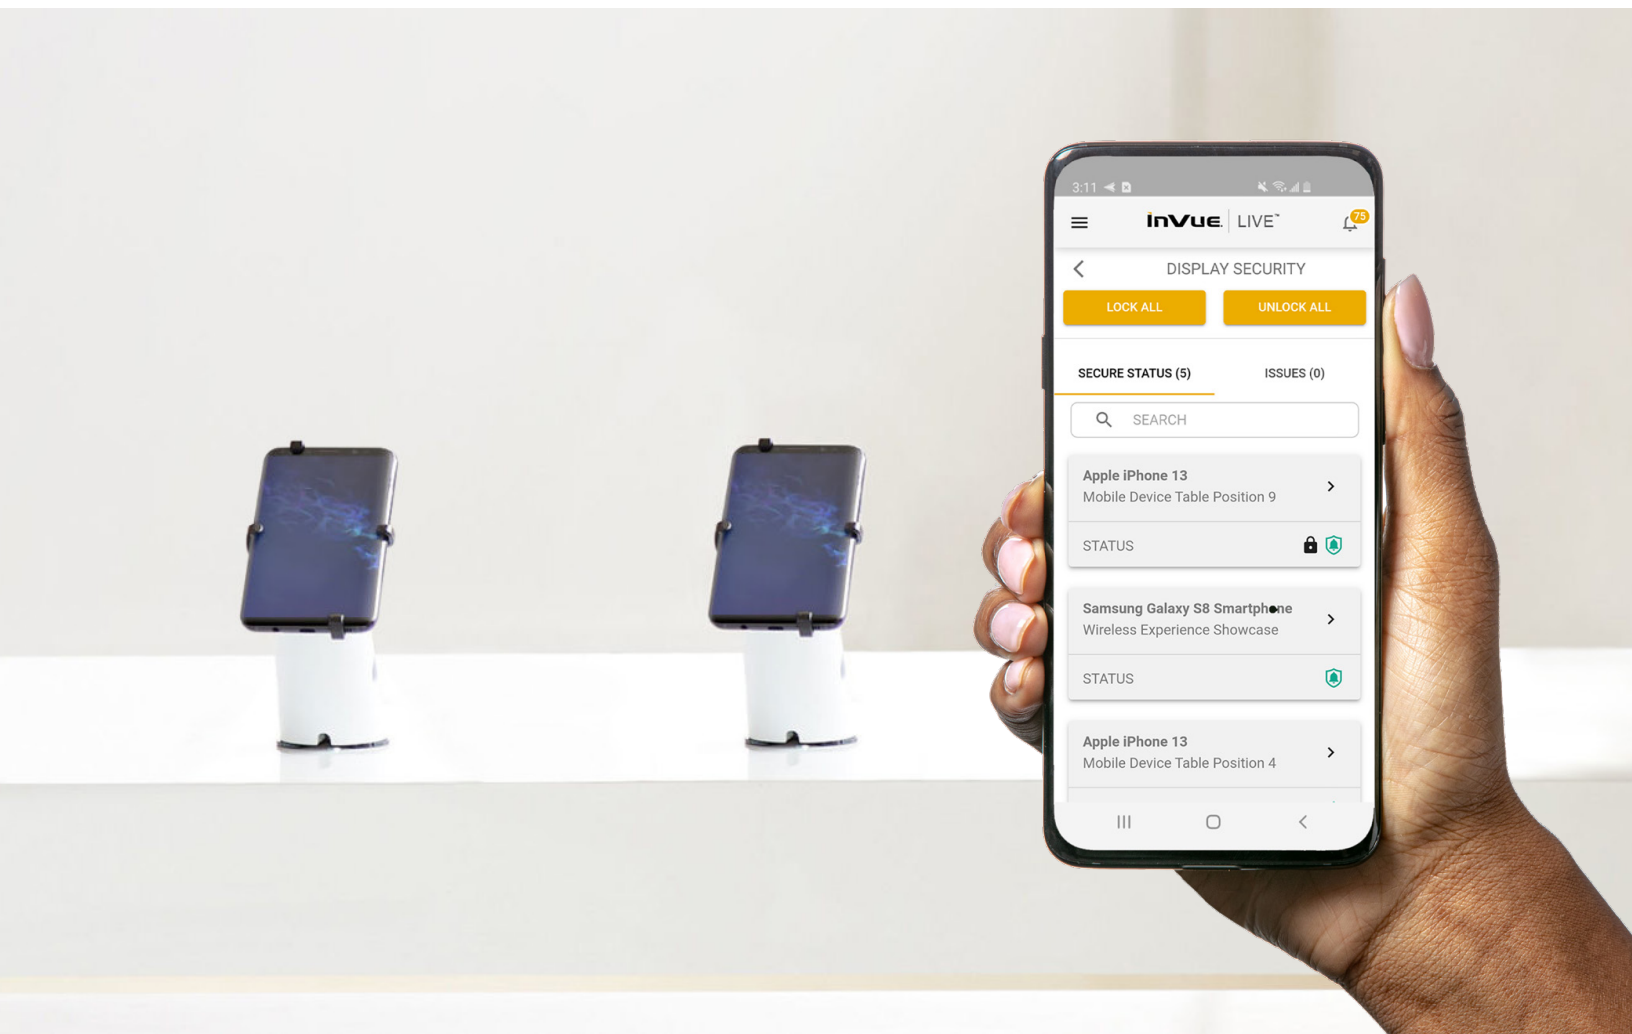 3:11
inVue | LIVE™
75
DISPLAY SECURITY
LOCK ALL
UNLOCK ALL
SECURE STATUS (5)
ISSUES (0)
SEARCH
Apple iPhone 13
Mobile Device Table Position 9
STATUS
Samsung Galaxy S8 Smartphone
Wireless Experience Showcase
STATUS
Apple iPhone 13
Mobile Device Table Position 4